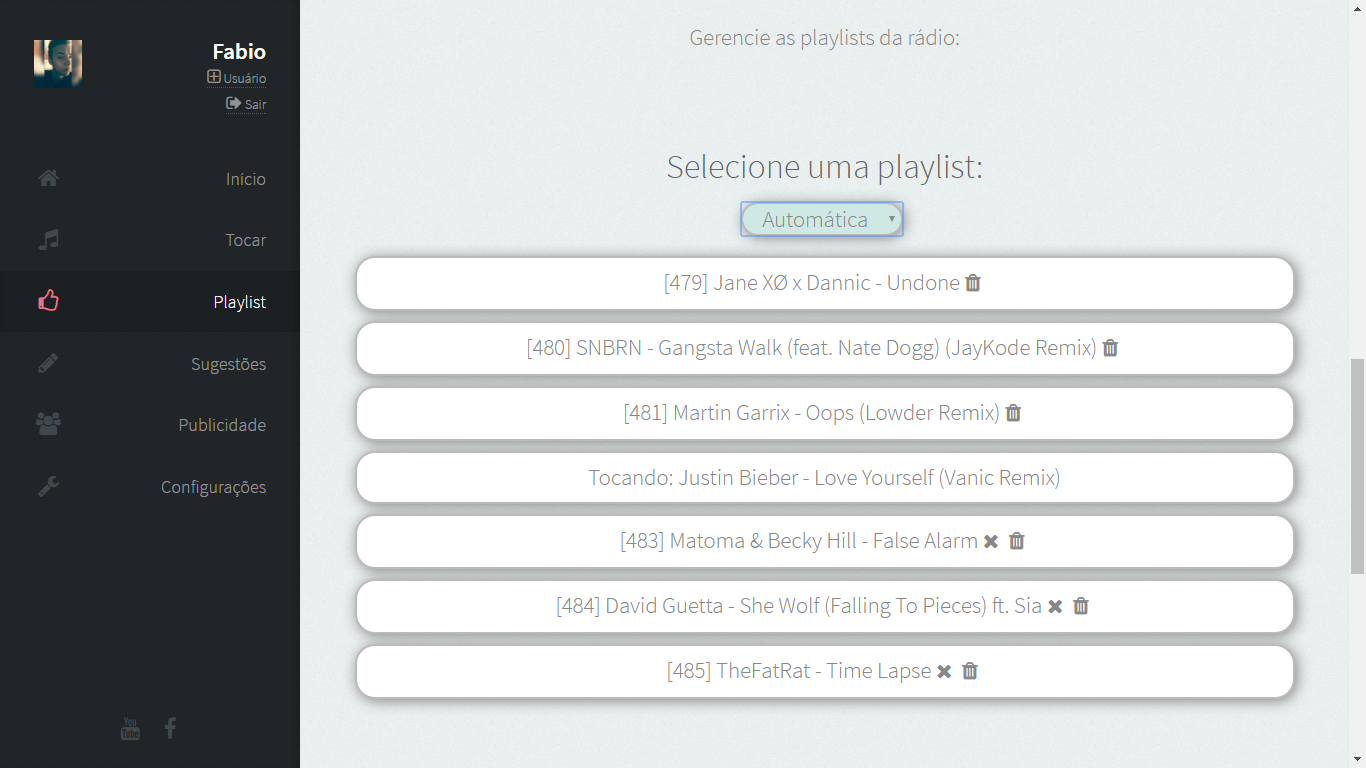 Fabio
Usuário
Sair
Início
Tocar
Playlist
Sugestões
Publicidade
Configurações
You
Tube
Gerencie as playlists da rádio:
Selecione uma playlist:
Automática
[479] Jane XØ x Dannic - Undone
[480] SNBRN - Gangsta Walk (feat. Nate Dogg) (JayKode Remix)
[481] Martin Garrix - Oops (Lowder Remix)
Tocando: Justin Bieber - Love Yourself (Vanic Remix)
[483] Matoma & Becky Hill - False Alarm
[484] David Guetta - She Wolf (Falling To Pieces) ft. Sia
[485] TheFatRat - Time Lapse